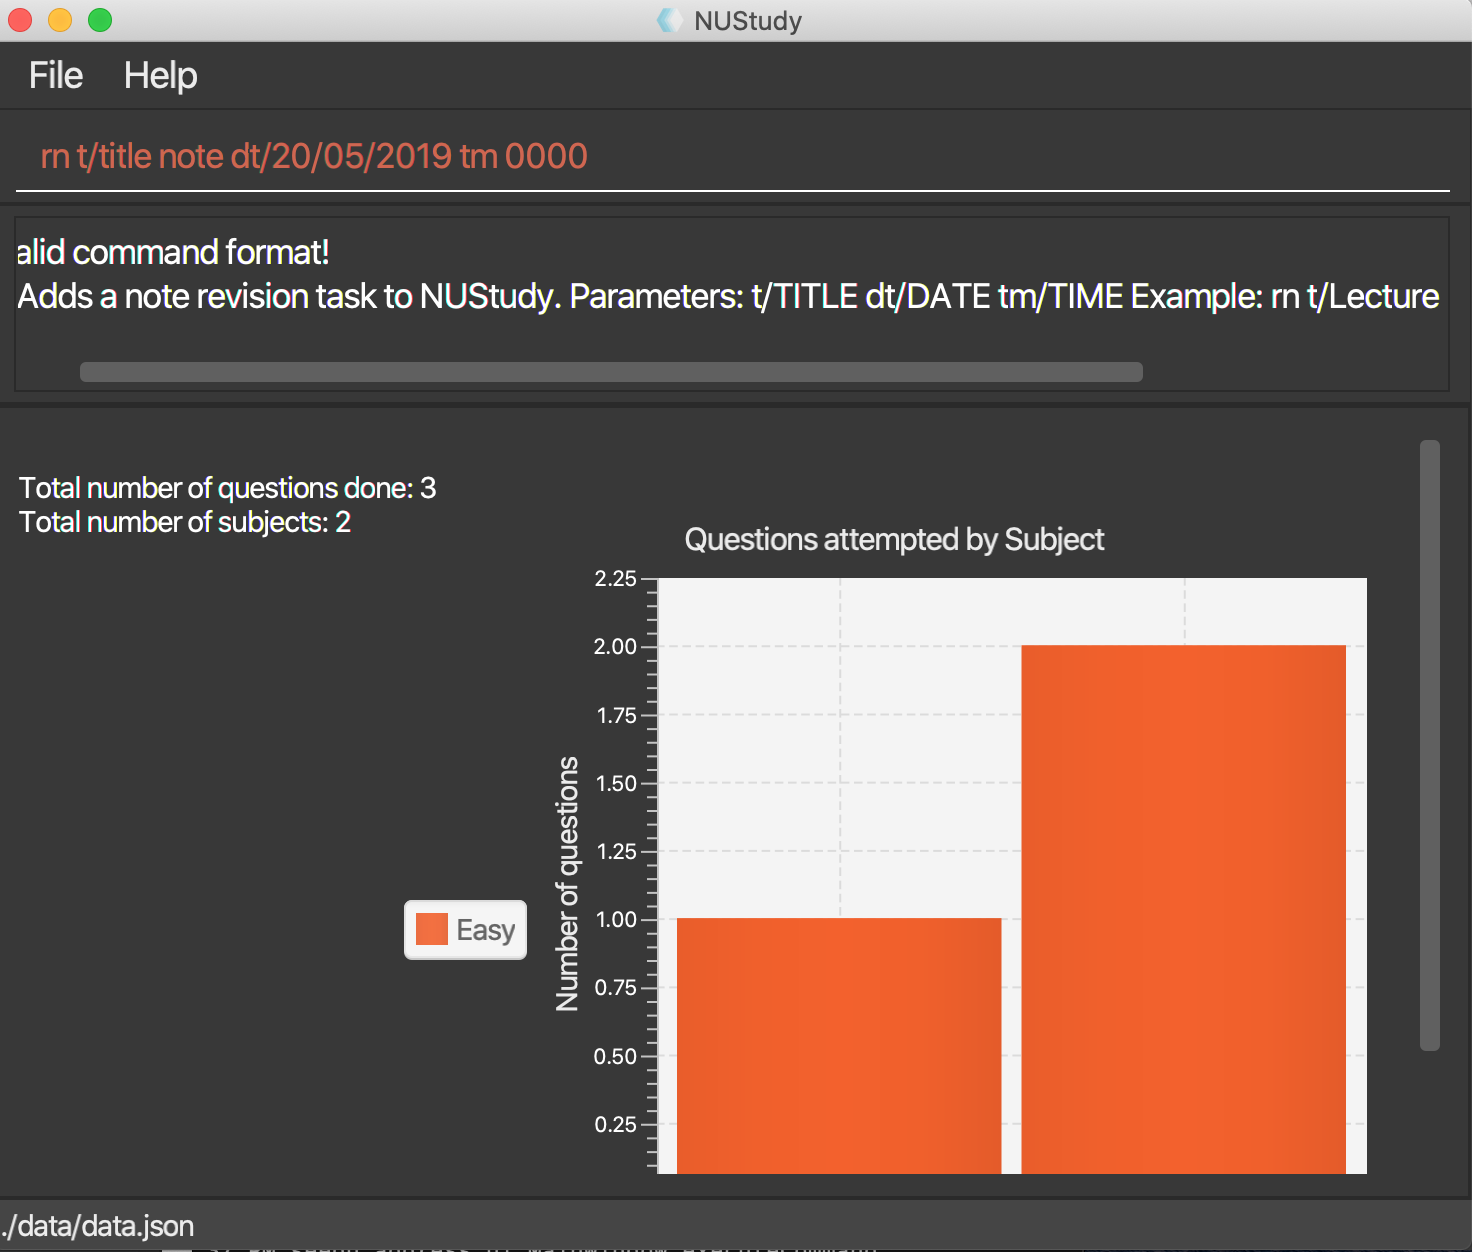 NUStudy
File Help
rn t/title note dt/20/05/2019 tm 0000
alid command format!
Adds a note revision task to NUStudy. Parameters: t/TITLE dt/DATE tm/TIME Example: rn t/Lecture
Total number of questions done: 3
Total number of subjects: 2
Questions attempted by Subject
2.25
2.00
1.75
1.50
1.25
1.00
0.75
0.50
0.25
Number of questions
Easy
./data/data.json